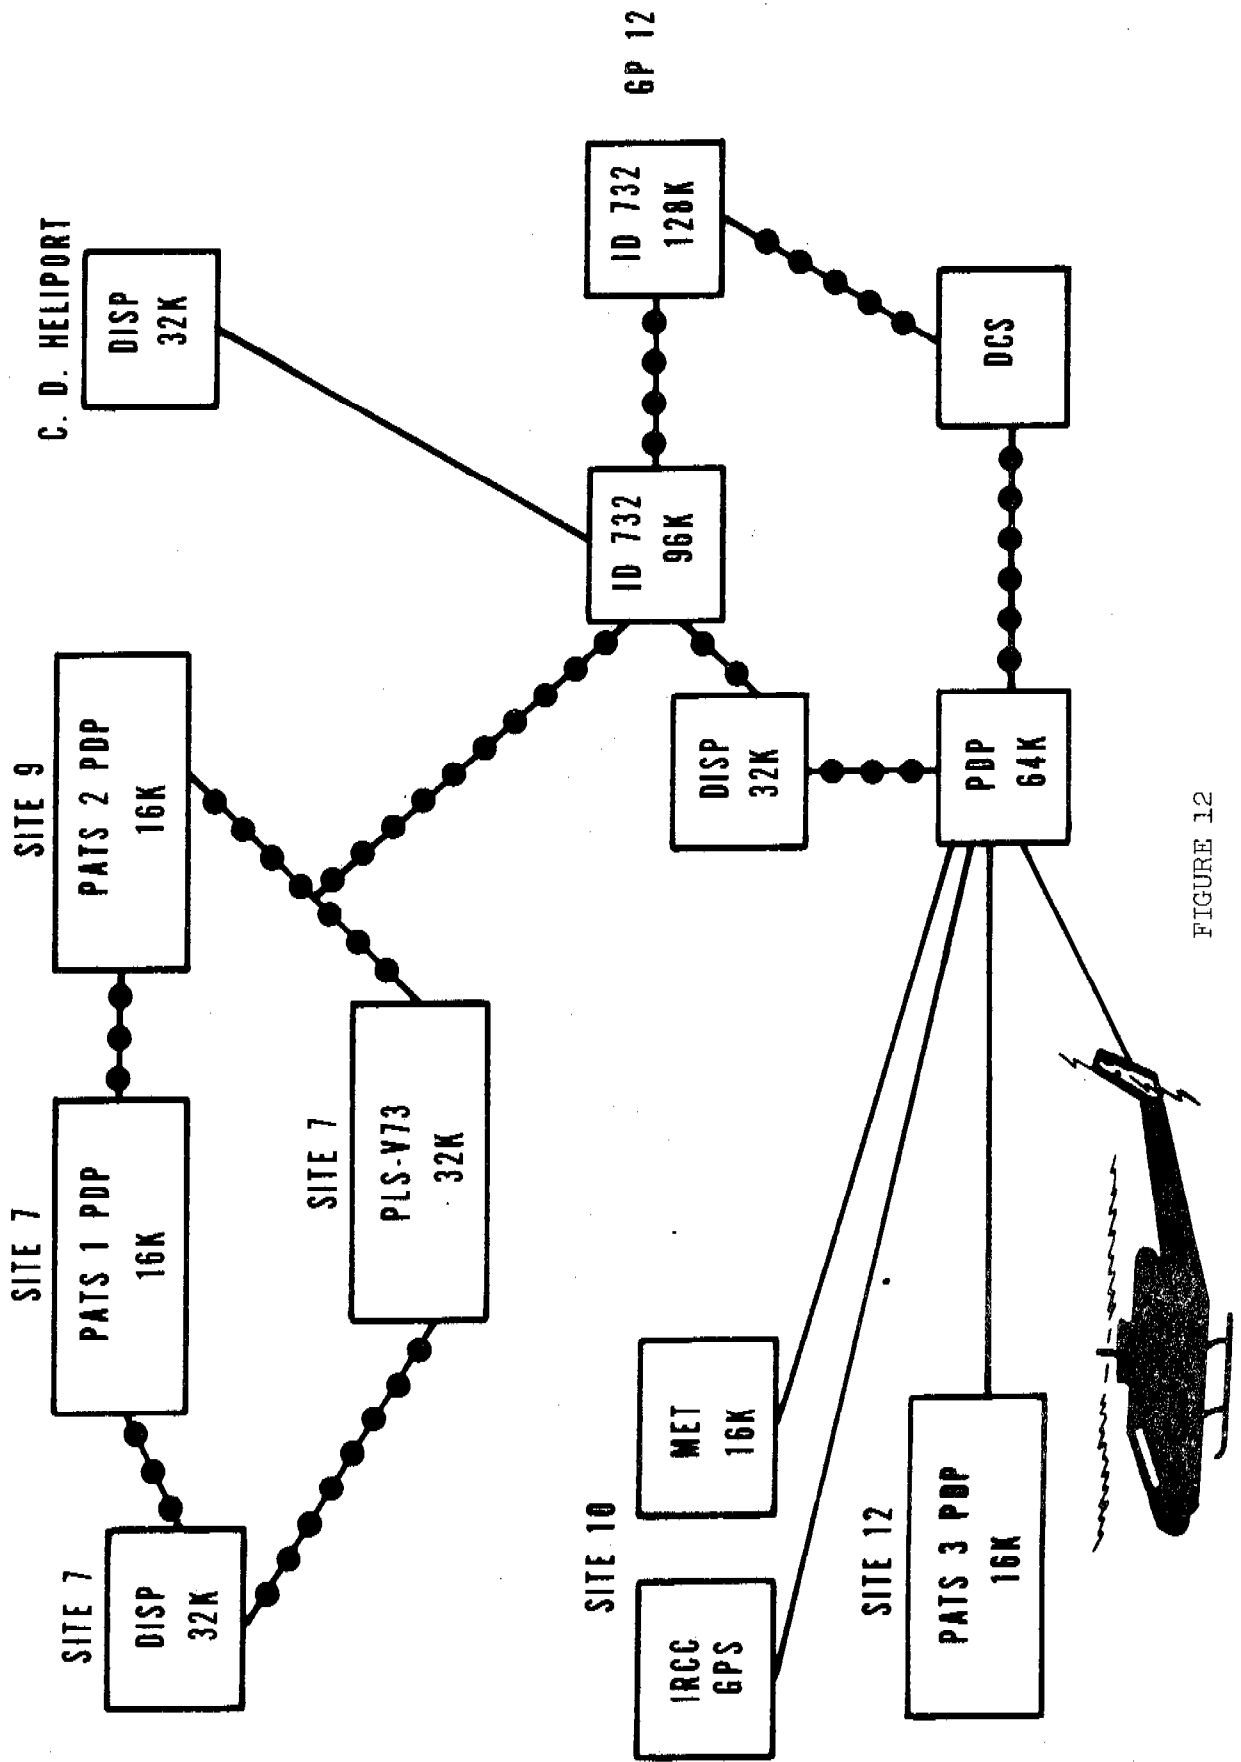 SITE 7
DISP
32K
SITE 7
PATS 1 PDP
16K
SITE 9
PATS 2 PDP
16K
C. D. HELIPORT
DISP
32K
SITE 7
PLS-V73
32K
ID 732
96K
ID 732
128K
GP 12
SITE 10
IRCC
GPS
MET
16K
DISP
32K
SITE 12
PATS 3 PDP
16K
PDP
64K
DCS
FIGURE 12